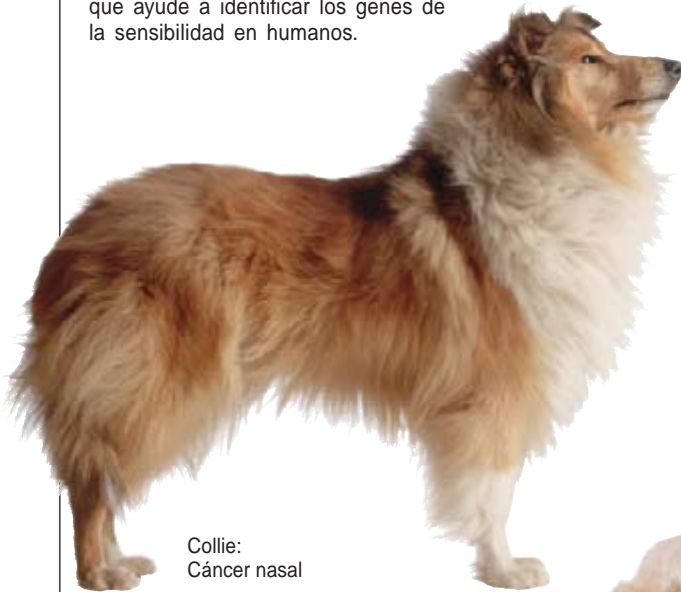 que ayude a identificar los genes de
la sensibilidad en humanos.
Collie:
Cáncer nasal